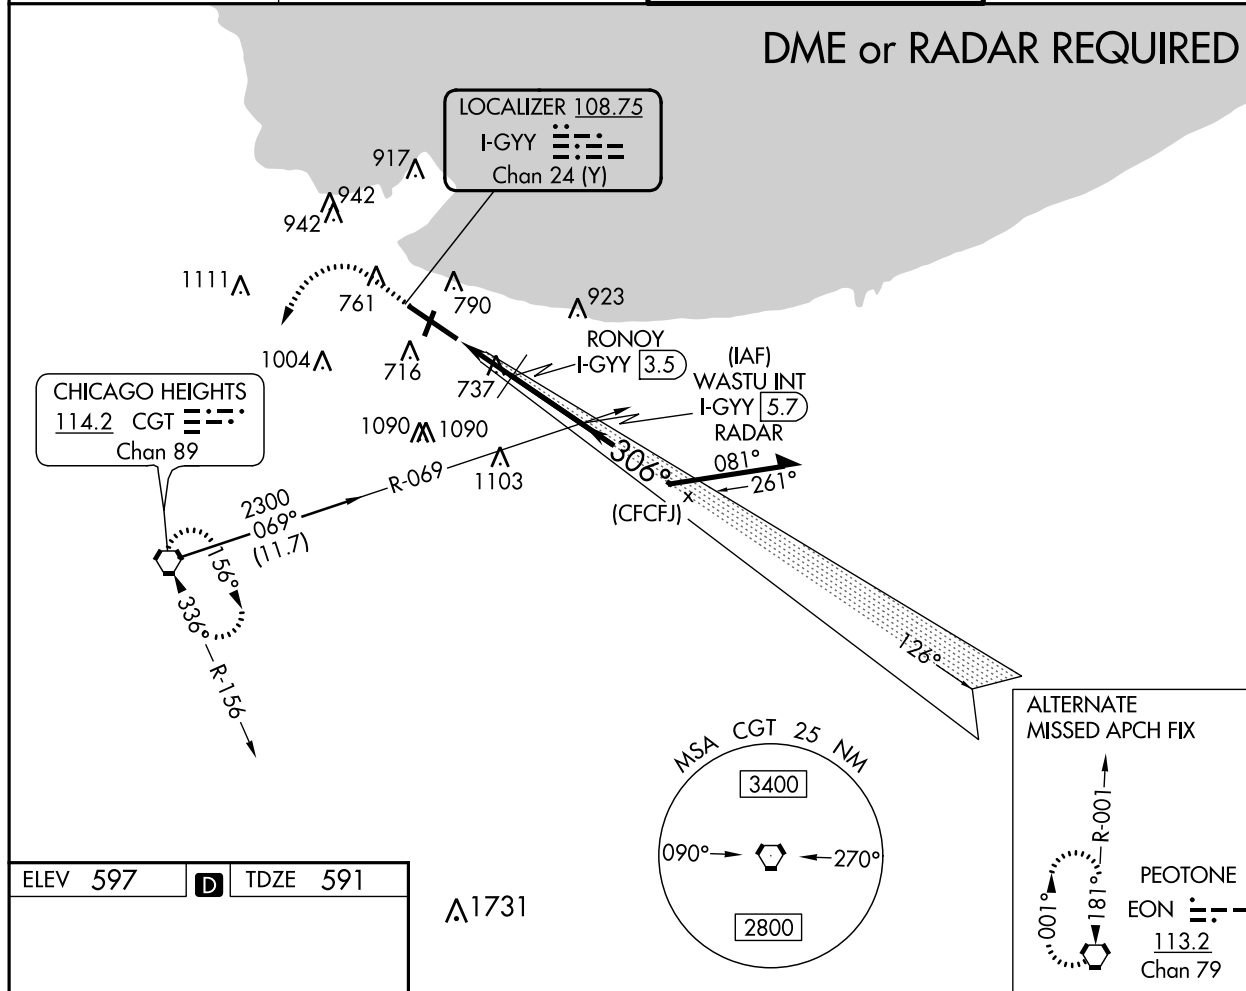 DME or RADAR REQUIRED
LOCALIZER 108.75
I-GYY
Chan 24 (Y)
917
942
942
1111
761
790
923
1004
716
737
RONOY
I-GYY 3.5
(IAF)
WASTU INT
I-GYY 5.7
RADAR
CHICAGO HEIGHTS
114.2 CGT
Chan 89
1090
1090
1103
R-069
306°
081°
261°
(CFCFJ)
2300
069°
(11.7)
156°
336°
R-156
126°
MSA CGT 25 NM
3400
090°
270°
2800
ALTERNATE
MISSED APCH FIX
R-001
001°
181°
PEOTONE
EON
113.2
Chan 79
ELEV 597
D
TDZE 591
1731